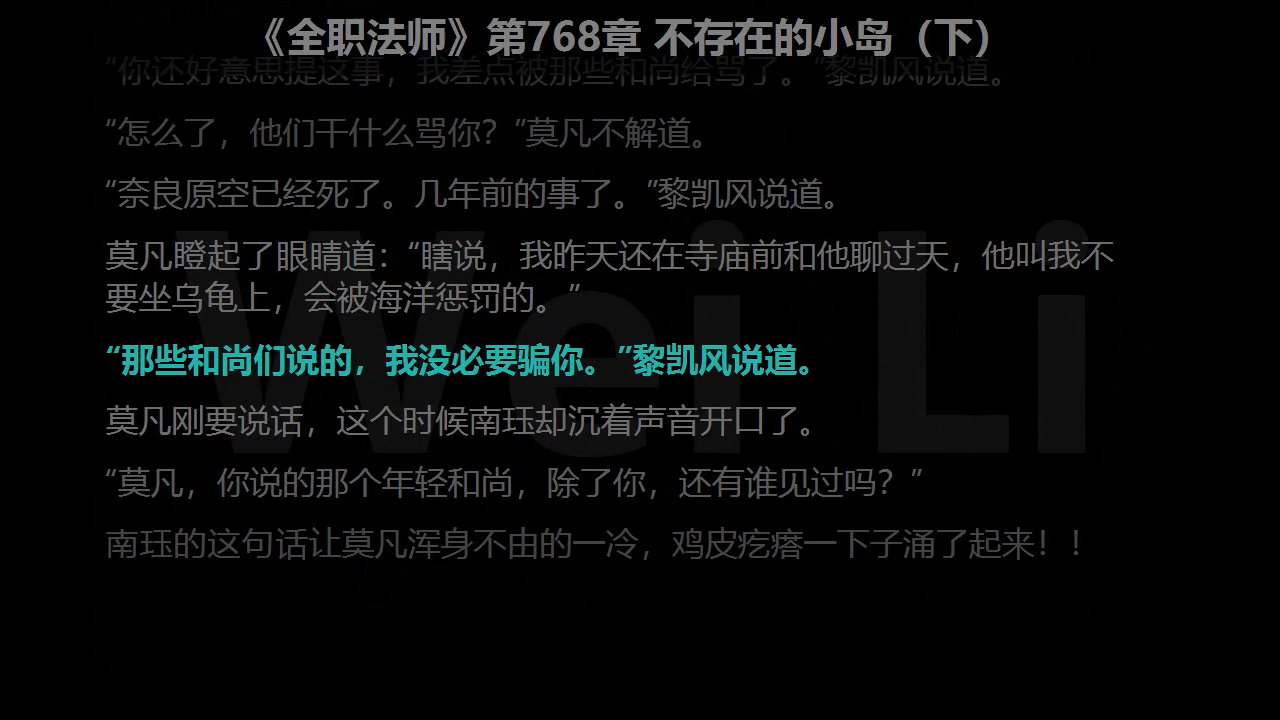 《全职法师》第768章 不存在的小岛（下）
“你还好意思提这事，我差点被那些和尚给骂了。”黎凯风说道。
“怎么了，他们干什么骂你？”莫凡不解道。
“奈良原空已经死了。几年前的事了。”黎凯风说道。
莫凡瞪起了眼睛道：“瞎说，我昨天还在寺庙前和他聊过天，他叫我不
要坐乌龟上，会被海洋惩罚的。”
“那些和尚们说的，我没必要骗你。”黎凯风说道。
莫凡刚要说话，这个时候南珏却沉着声音开口了。
“莫凡，你说的那个年轻和尚，除了你，还有谁见过吗？”
南珏的这句话让莫凡浑身不由的一冷，鸡皮疙瘩一下子涌了起来！！
Wei Li